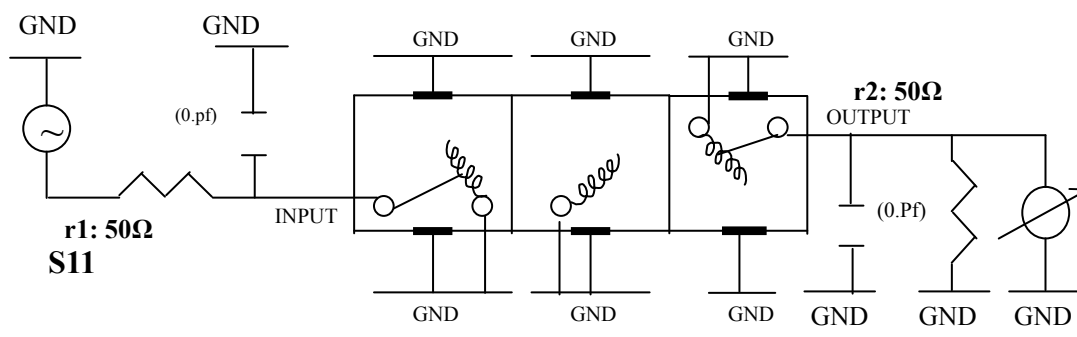 GND
GND
GND
GND
GND
(0.pf)
r2: 50Ω
OUTPUT
INPUT
(0.Pf)
r1: 50Ω
S11
GND
GND
GND
GND
GND
GND